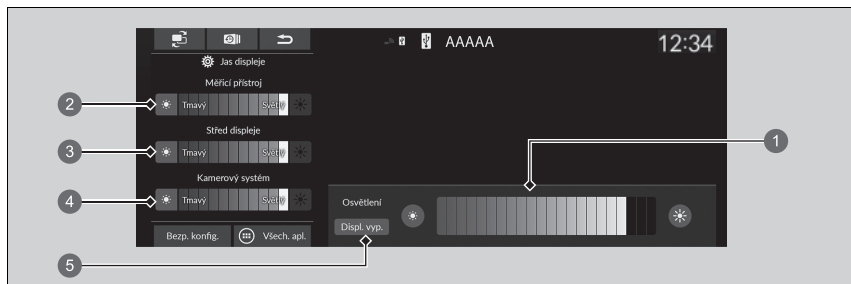 AAAAA
12:34
Jas displeje
Měřicí přístroj
2
Tmavý Světlý
Střed displeje
3
Tmavý Světlý
1
Kamerový systém
4
Tmavý Světlý
Osvětlení
Displ. vyp.
Bezp. konfig. Všech. apl.
5